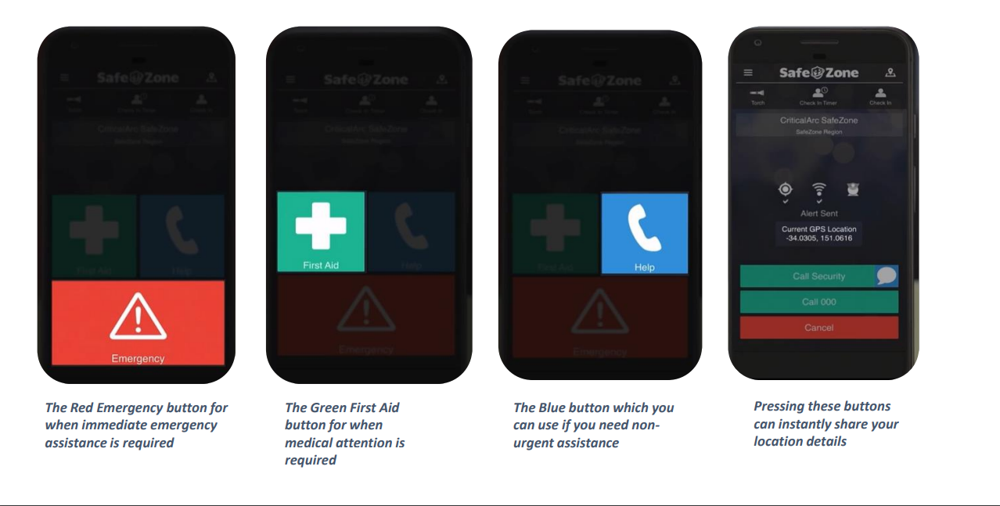 Safe Zone
Torch
Check In Timer
Check In
CriticalArc SafeZone
SafeZone Region
First Aid
Help
Emergency
The Red Emergency button for
when immediate emergency
assistance is required
Safe Zone
Torch
Check In Timer
Check In
CriticalArc SafeZone
SafeZone Region
First Aid
Help
Emergency
The Green First Aid
button for when
medical attention is
required
Safe Zone
Torch
Check In Timer
Check In
CriticalArc SafeZone
SafeZone Region
First Aid
Help
Emergency
The Blue button which you
can use if you need non-
urgent assistance
Safe Zone
Torch
Check In Timer
Check In
CriticalArc SafeZone
SafeZone Region
Alert Sent
Current GPS Location
-34.0305, 151.0616
Call Security
Call 000
Cancel
Pressing these buttons
can instantly share your
location details